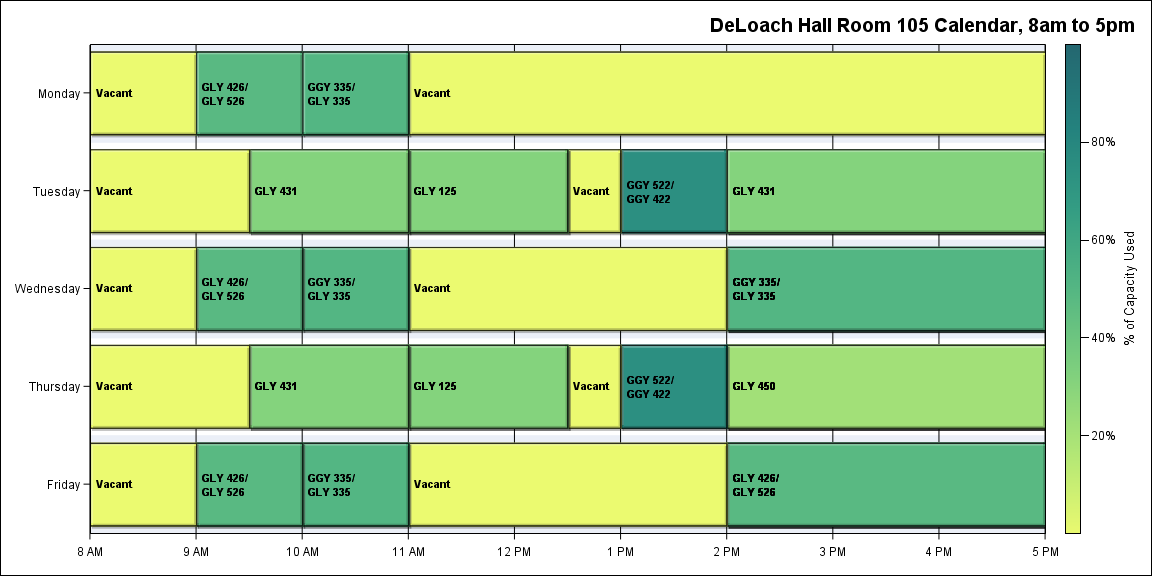 DeLoach Hall Room 105 Calendar, 8am to 5pm
Monday
Vacant
GLY 426/
GLY 526
GGY 335/
GLY 335
Vacant
Tuesday
Vacant
GLY 431
GLY 125
Vacant
GGY 522/
GGY 422
GLY 431
Wednesday
Vacant
GLY 426/
GLY 526
GGY 335/
GLY 335
Vacant
GGY 335/
GLY 335
Thursday
Vacant
GLY 431
GLY 125
Vacant
GGY 522/
GGY 422
GLY 450
Friday
Vacant
GLY 426/
GLY 526
GGY 335/
GLY 335
Vacant
GLY 426/
GLY 526
8 AM
9 AM
10 AM
11 AM
12 PM
1 PM
2 PM
3 PM
4 PM
5 PM
80%
60%
40%
20%
% of Capacity Used